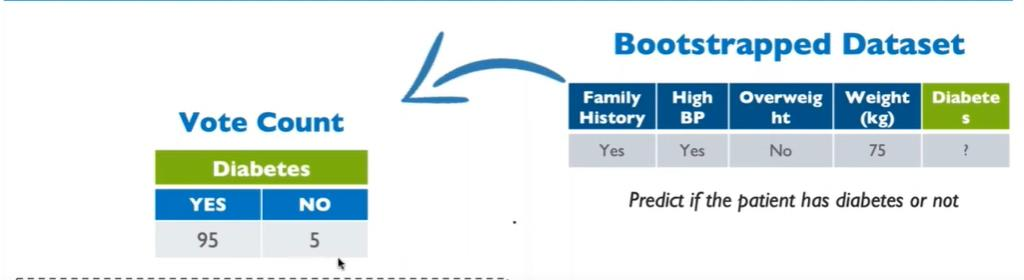 Bootstrapped Dataset
Family History High BP Overweig ht Weight (kg) Diabete s
Yes Yes No 75 ?
Predict if the patient has diabetes or not
Vote Count
Diabetes
YES NO
95 5